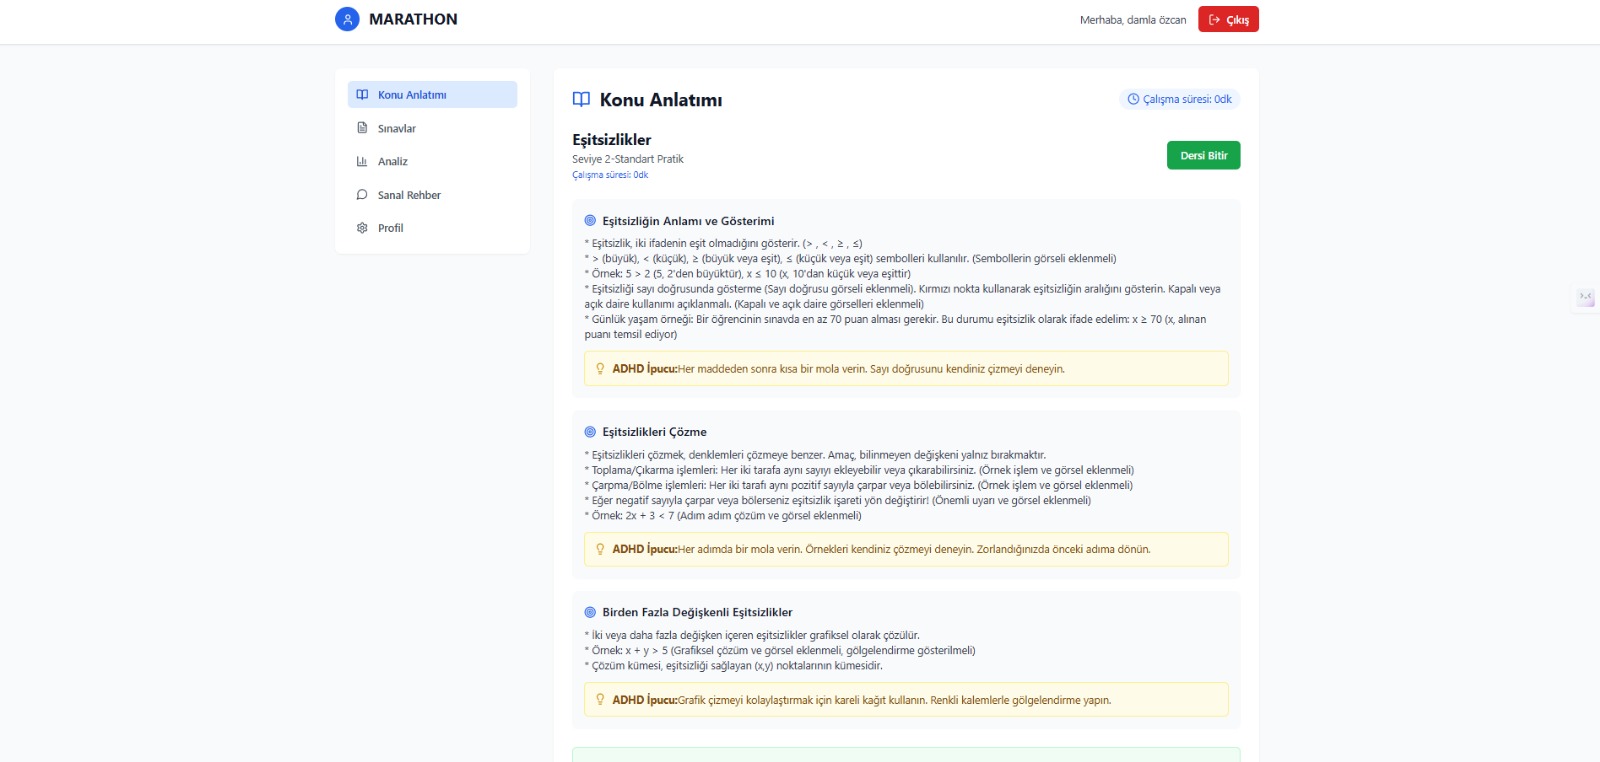 MARATHON
Merhaba, damla özcan
Çıkış
Konu Anlatımı
Sınavlar
Analiz
Sanal Rehber
Profil
Konu Anlatımı
Çalışma süresi: 0dk
Eşitsizlikler
Seviye 2-Standart Pratik
Çalışma süresi: 0dk
Dersi Bitir
Eşitsizliğin Anlamı ve Gösterimi
* Eşitsizlik, iki ifadenin eşit olmadığını gösterir. (> , < , ≥ , ≤)
* > (büyük), < (küçük), ≥ (büyük veya eşit), ≤ (küçük veya eşit) sembolleri kullanılır. (Sembollerin görseli eklenmeli)
* Örnek: 5 > 2 (5, 2'den büyüktür), x ≤ 10 (x, 10'dan küçük veya eşittir)
* Eşitsizliği sayı doğrusunda gösterme (Sayı doğrusu görseli eklenmeli). Kırmızı nokta kullanarak eşitsizliğin aralığını gösterin. Kapalı veya
açık daire kullanımı açıklanmalı. (Kapalı ve açık daire görselleri eklenmeli)
* Günlük yaşam örneği: Bir öğrencinin sınavda en az 70 puan alması gerekir. Bu durumu eşitsizlik olarak ifade edelim: x ≥ 70 (x, alınan
puanı temsil ediyor)
ADHD İpucu:Her maddeden sonra kısa bir mola verin. Sayı doğrusunu kendiniz çizmeyi deneyin.
Eşitsizlikleri Çözme
* Eşitsizlikleri çözmek, denklemleri çözmeye benzer. Amaç, bilinmeyen değişkeni yalnız bırakmaktır.
* Toplama/Çıkarma işlemleri: Her iki tarafa aynı sayıyı ekleyebilir veya çıkarabilirsiniz. (Örnek işlem ve görsel eklenmeli)
* Çarpma/Bölme işlemleri: Her iki tarafı aynı pozitif sayıyla çarpar veya bölebilirsiniz. (Örnek işlem ve görsel eklenmeli)
* Eğer negatif sayıyla çarpar veya bölerseniz eşitsizlik işareti yön değiştirir! (Önemli uyarı ve görsel eklenmeli)
* Örnek: 2x + 3 < 7 (Adım adım çözüm ve görsel eklenmeli)
ADHD İpucu:Her adımda bir mola verin. Örnekleri kendiniz çözmeyi deneyin. Zorlandığınızda önceki adıma dönün.
Birden Fazla Değişkenli Eşitsizlikler
* İki veya daha fazla değişken içeren eşitsizlikler grafiksel olarak çözülür.
* Örnek: x + y > 5 (Grafiksel çözüm ve görsel eklenmeli, gölgelendirme gösterilmeli)
* Çözüm kümesi, eşitsizliği sağlayan (x,y) noktalarının kümesidir.
ADHD İpucu:Grafik çizmeyi kolaylaştırmak için kareli kağıt kullanın. Renkli kalemlerle gölgelendirme yapın.